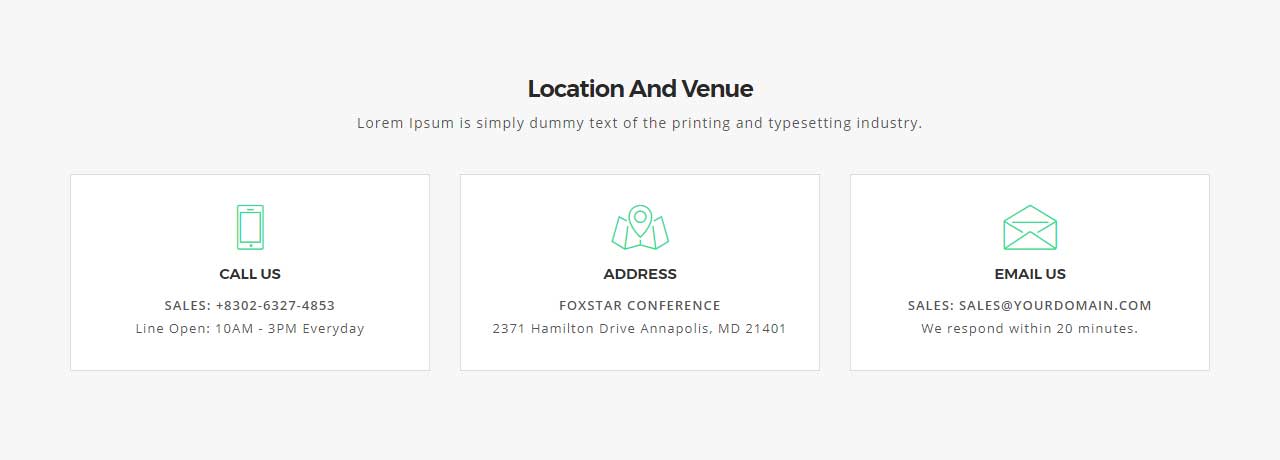 Location And Venue
Lorem Ipsum is simply dummy text of the printing and typesetting industry.
CALL US
SALES: +8302-6327-4853
Line Open: 10AM - 3PM Everyday
ADDRESS
FOXSTAR CONFERENCE
2371 Hamilton Drive Annapolis, MD 21401
EMAIL US
SALES: SALES@YOURDOMAIN.COM
We respond within 20 minutes.